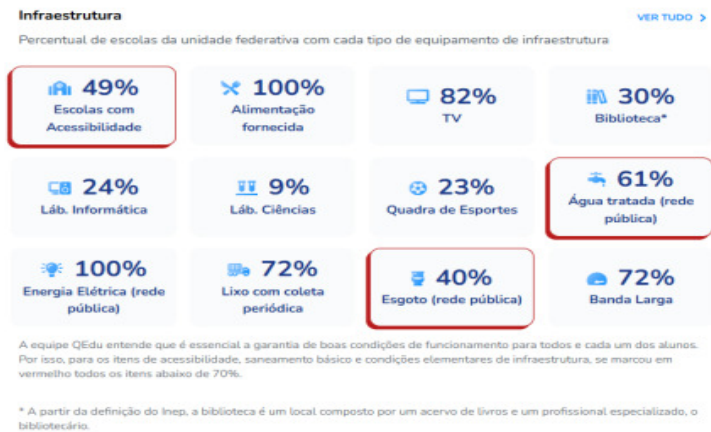 Infraestrutura
VER TUDO >
Percentual de escolas da unidade federativa com cada tipo de equipamento de infraestrutura
49%
Escolas com
Acessibilidade
100%
Alimentação
fornecida
82%
TV
30%
Biblioteca*
24%
Láb. Informática
9%
Láb. Ciências
23%
Quadra de Esportes
61%
Água tratada (rede
pública)
100%
Energia Elétrica (rede
pública)
72%
Lixo com coleta
periódica
40%
Esgoto (rede pública)
72%
Banda Larga
A equipe QEdu entende que é essencial a garantia de boas condições de funcionamento para todos e cada um dos alunos.
Por isso, para os itens de acessibilidade, saneamento básico e condições elementares de infraestrutura, se marcou em
vermelho todos os itens abaixo de 70%.
* A partir da definição do Inep, a biblioteca é um local composto por um acervo de livros e um profissional especializado, o
bibliotecário.